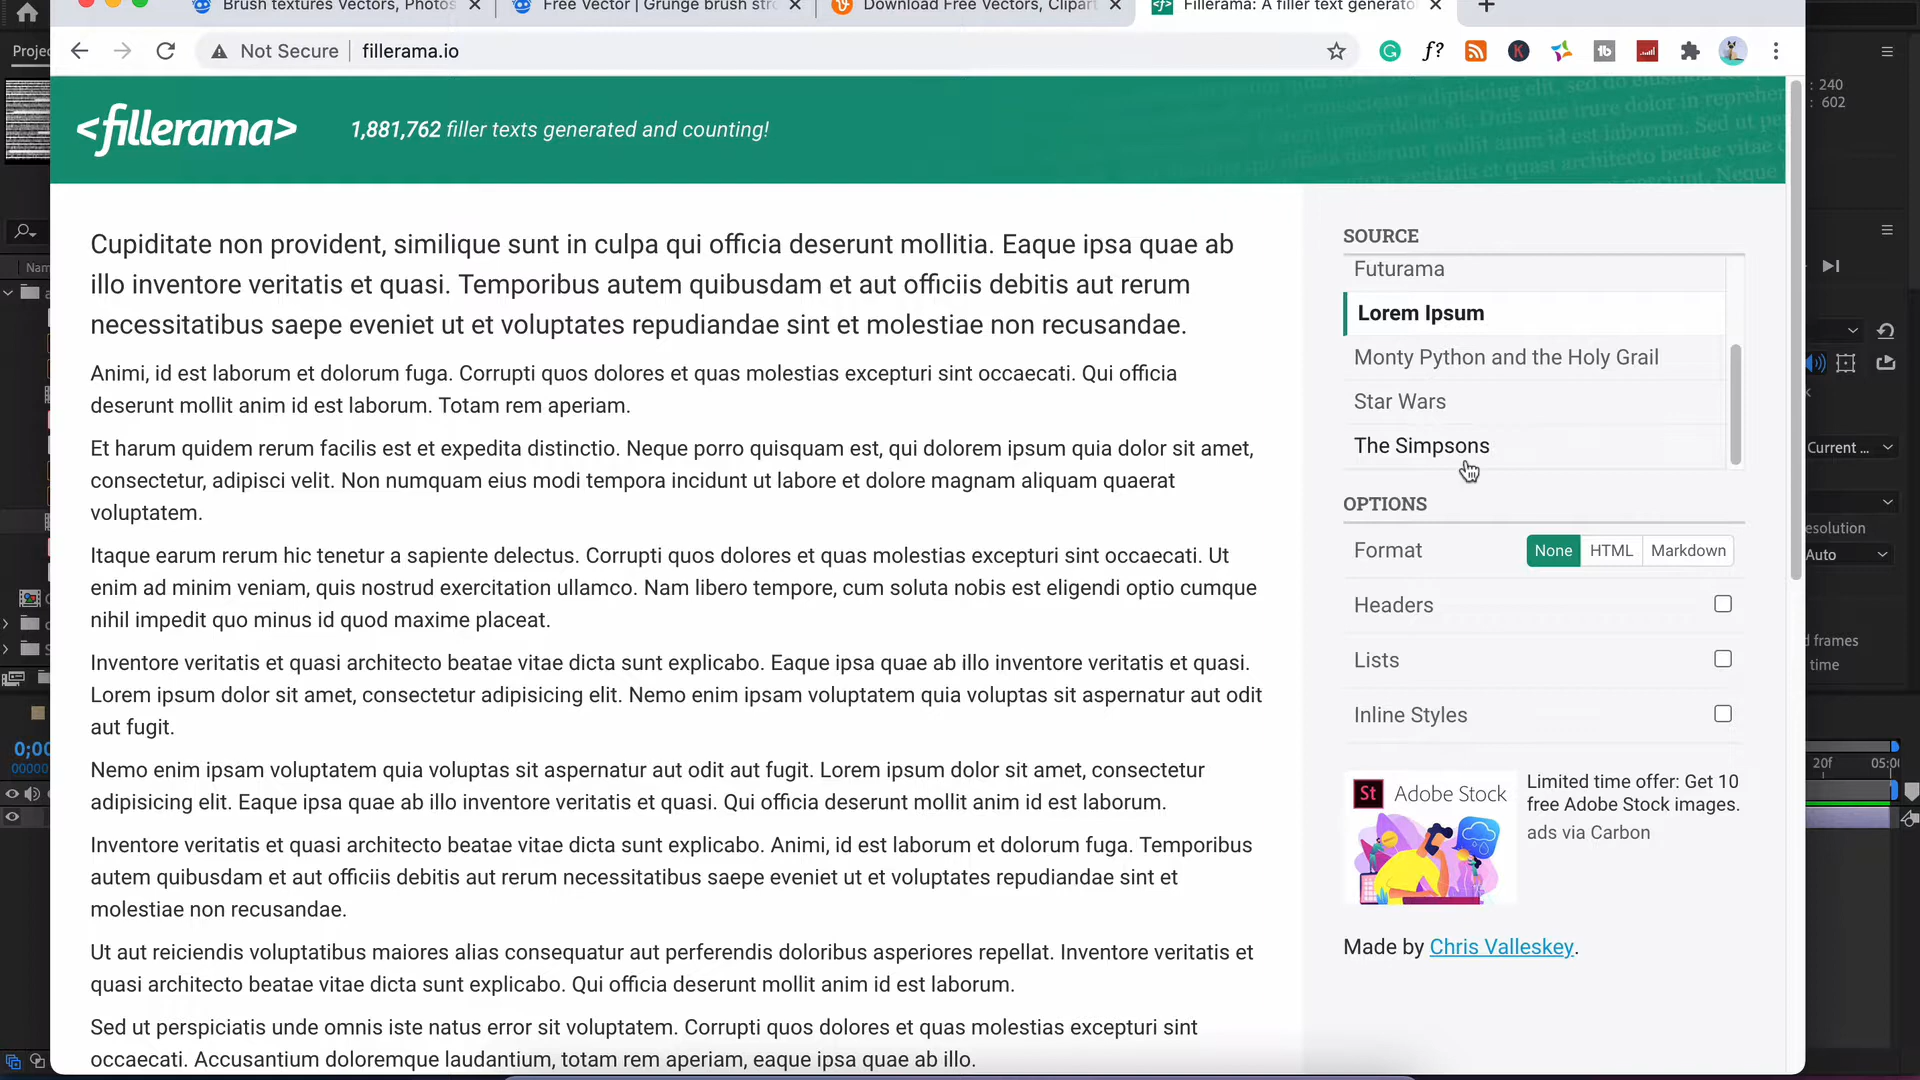 Brush textures Vectors, Photos
Free Vector | Grunge brush stro
Download Free Vectors, Clipart
Fillerama: A filler text generato
Projec
Not Secure
fillerama.io
f?
: 240
: 602
<fillerama>
1,881,762 filler texts generated and counting!
Nam
Cupiditate non provident, similique sunt in culpa qui officia deserunt mollitia. Eaque ipsa quae ab
illo inventore veritatis et quasi. Temporibus autem quibusdam et aut officiis debitis aut rerum
necessitatibus saepe eveniet ut et voluptates repudiandae sint et molestiae non recusandae.
Animi, id est laborum et dolorum fuga. Corrupti quos dolores et quas molestias excepturi sint occaecati. Qui officia
deserunt mollit anim id est laborum. Totam rem aperiam.
Et harum quidem rerum facilis est et expedita distinctio. Neque porro quisquam est, qui dolorem ipsum quia dolor sit amet,
consectetur, adipisci velit. Non numquam eius modi tempora incidunt ut labore et dolore magnam aliquam quaerat
voluptatem.
Itaque earum rerum hic tenetur a sapiente delectus. Corrupti quos dolores et quas molestias excepturi sint occaecati. Ut
enim ad minim veniam, quis nostrud exercitation ullamco. Nam libero tempore, cum soluta nobis est eligendi optio cumque
nihil impedit quo minus id quod maxime placeat.
Inventore veritatis et quasi architecto beatae vitae dicta sunt explicabo. Eaque ipsa quae ab illo inventore veritatis et quasi.
Lorem ipsum dolor sit amet, consectetur adipisicing elit. Nemo enim ipsam voluptatem quia voluptas sit aspernatur aut odit
aut fugit.
Nemo enim ipsam voluptatem quia voluptas sit aspernatur aut odit aut fugit. Lorem ipsum dolor sit amet, consectetur
adipisicing elit. Eaque ipsa quae ab illo inventore veritatis et quasi. Qui officia deserunt mollit anim id est laborum.
Inventore veritatis et quasi architecto beatae vitae dicta sunt explicabo. Animi, id est laborum et dolorum fuga. Temporibus
autem quibusdam et aut officiis debitis aut rerum necessitatibus saepe eveniet ut et voluptates repudiandae sint et
molestiae non recusandae.
Ut aut reiciendis voluptatibus maiores alias consequatur aut perferendis doloribus asperiores repellat. Inventore veritatis et
quasi architecto beatae vitae dicta sunt explicabo. Qui officia deserunt mollit anim id est laborum.
Sed ut perspiciatis unde omnis iste natus error sit voluptatem. Corrupti quos dolores et quas molestias excepturi sint
occaecati. Accusantium doloremque laudantium, totam rem aperiam, eaque ipsa quae ab illo.
SOURCE
Futurama
Lorem Ipsum
Monty Python and the Holy Grail
Star Wars
The Simpsons
OPTIONS
Format
None
HTML
Markdown
Headers
Lists
Inline Styles
St Adobe Stock
Limited time offer: Get 10
free Adobe Stock images.
ads via Carbon
Made by Chris Valleskey.
Current ...
esolution
Auto
d frames
time
0;00
00000
20f
05:00